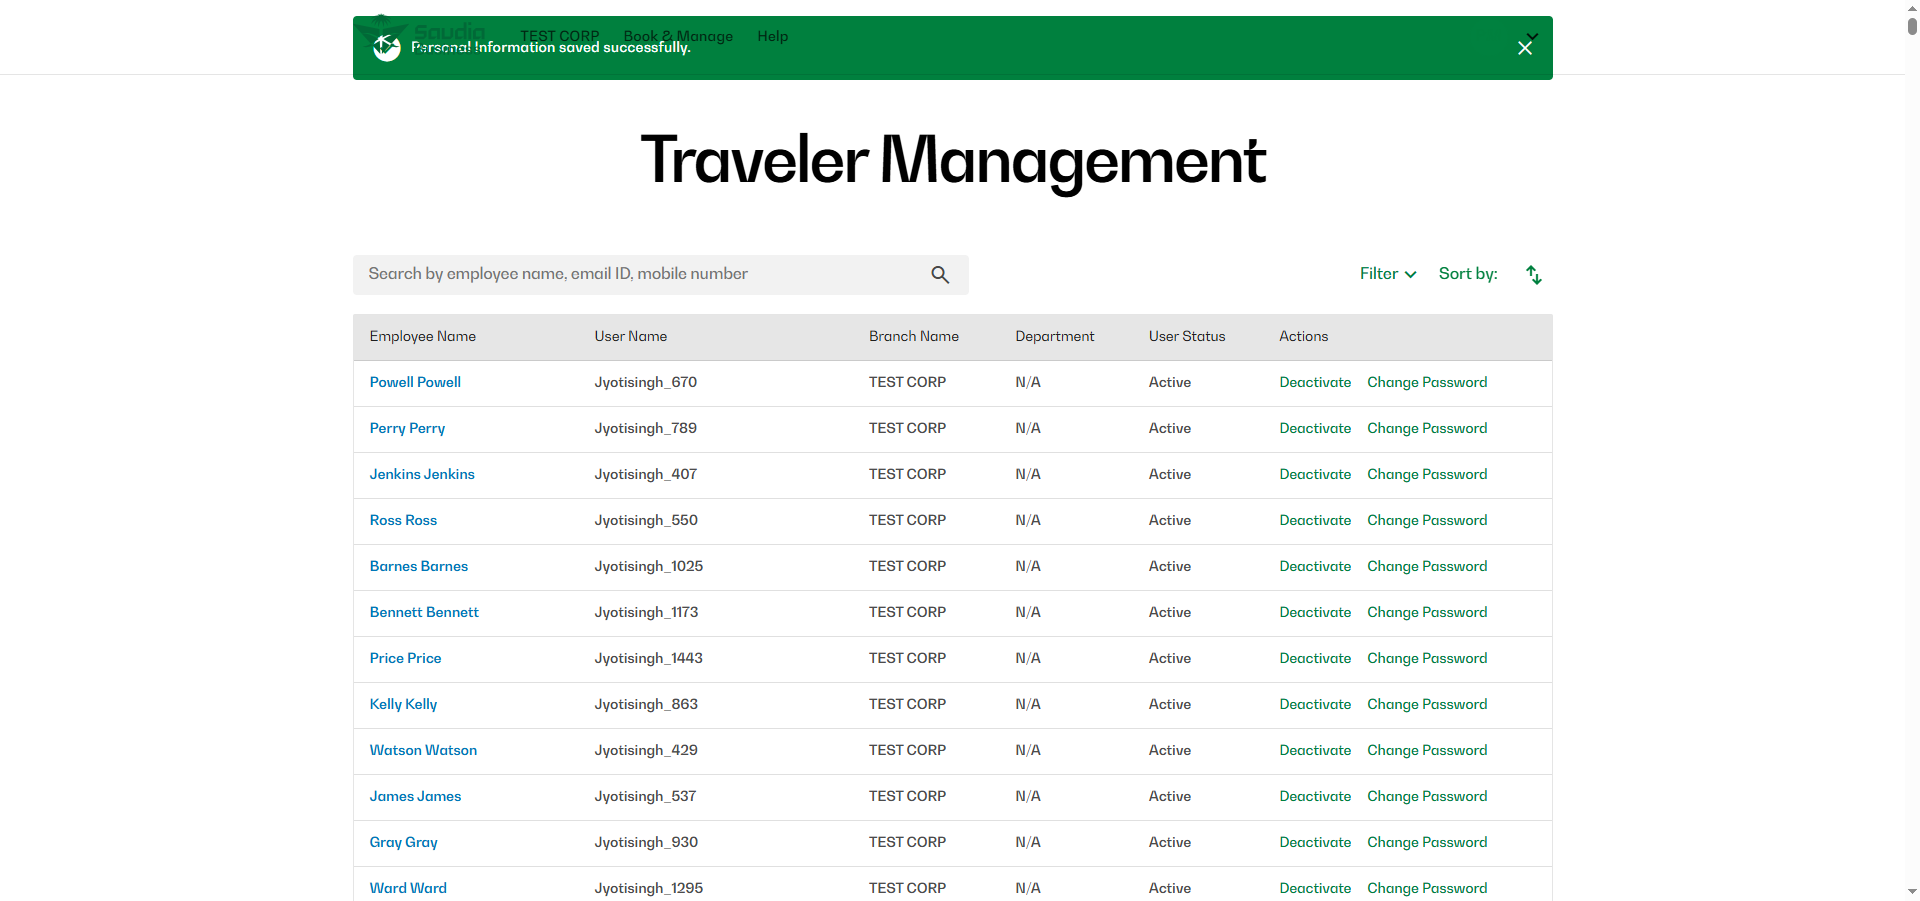 Saudia
TEST CORP Book & Manage Help
Personal Information saved successfully.
Traveler Management
Search by employee name, email ID, mobile number
Filter Sort by:
Employee Name User Name Branch Name Department User Status Actions
Powell Powell Jyotisingh_670 TEST CORP N/A Active Deactivate Change Password
Perry Perry Jyotisingh_789 TEST CORP N/A Active Deactivate Change Password
Jenkins Jenkins Jyotisingh_407 TEST CORP N/A Active Deactivate Change Password
Ross Ross Jyotisingh_550 TEST CORP N/A Active Deactivate Change Password
Barnes Barnes Jyotisingh_1025 TEST CORP N/A Active Deactivate Change Password
Bennett Bennett Jyotisingh_1173 TEST CORP N/A Active Deactivate Change Password
Price Price Jyotisingh_1443 TEST CORP N/A Active Deactivate Change Password
Kelly Kelly Jyotisingh_863 TEST CORP N/A Active Deactivate Change Password
Watson Watson Jyotisingh_429 TEST CORP N/A Active Deactivate Change Password
James James Jyotisingh_537 TEST CORP N/A Active Deactivate Change Password
Gray Gray Jyotisingh_930 TEST CORP N/A Active Deactivate Change Password
Ward Ward Jyotisingh_1295 TEST CORP N/A Active Deactivate Change Password